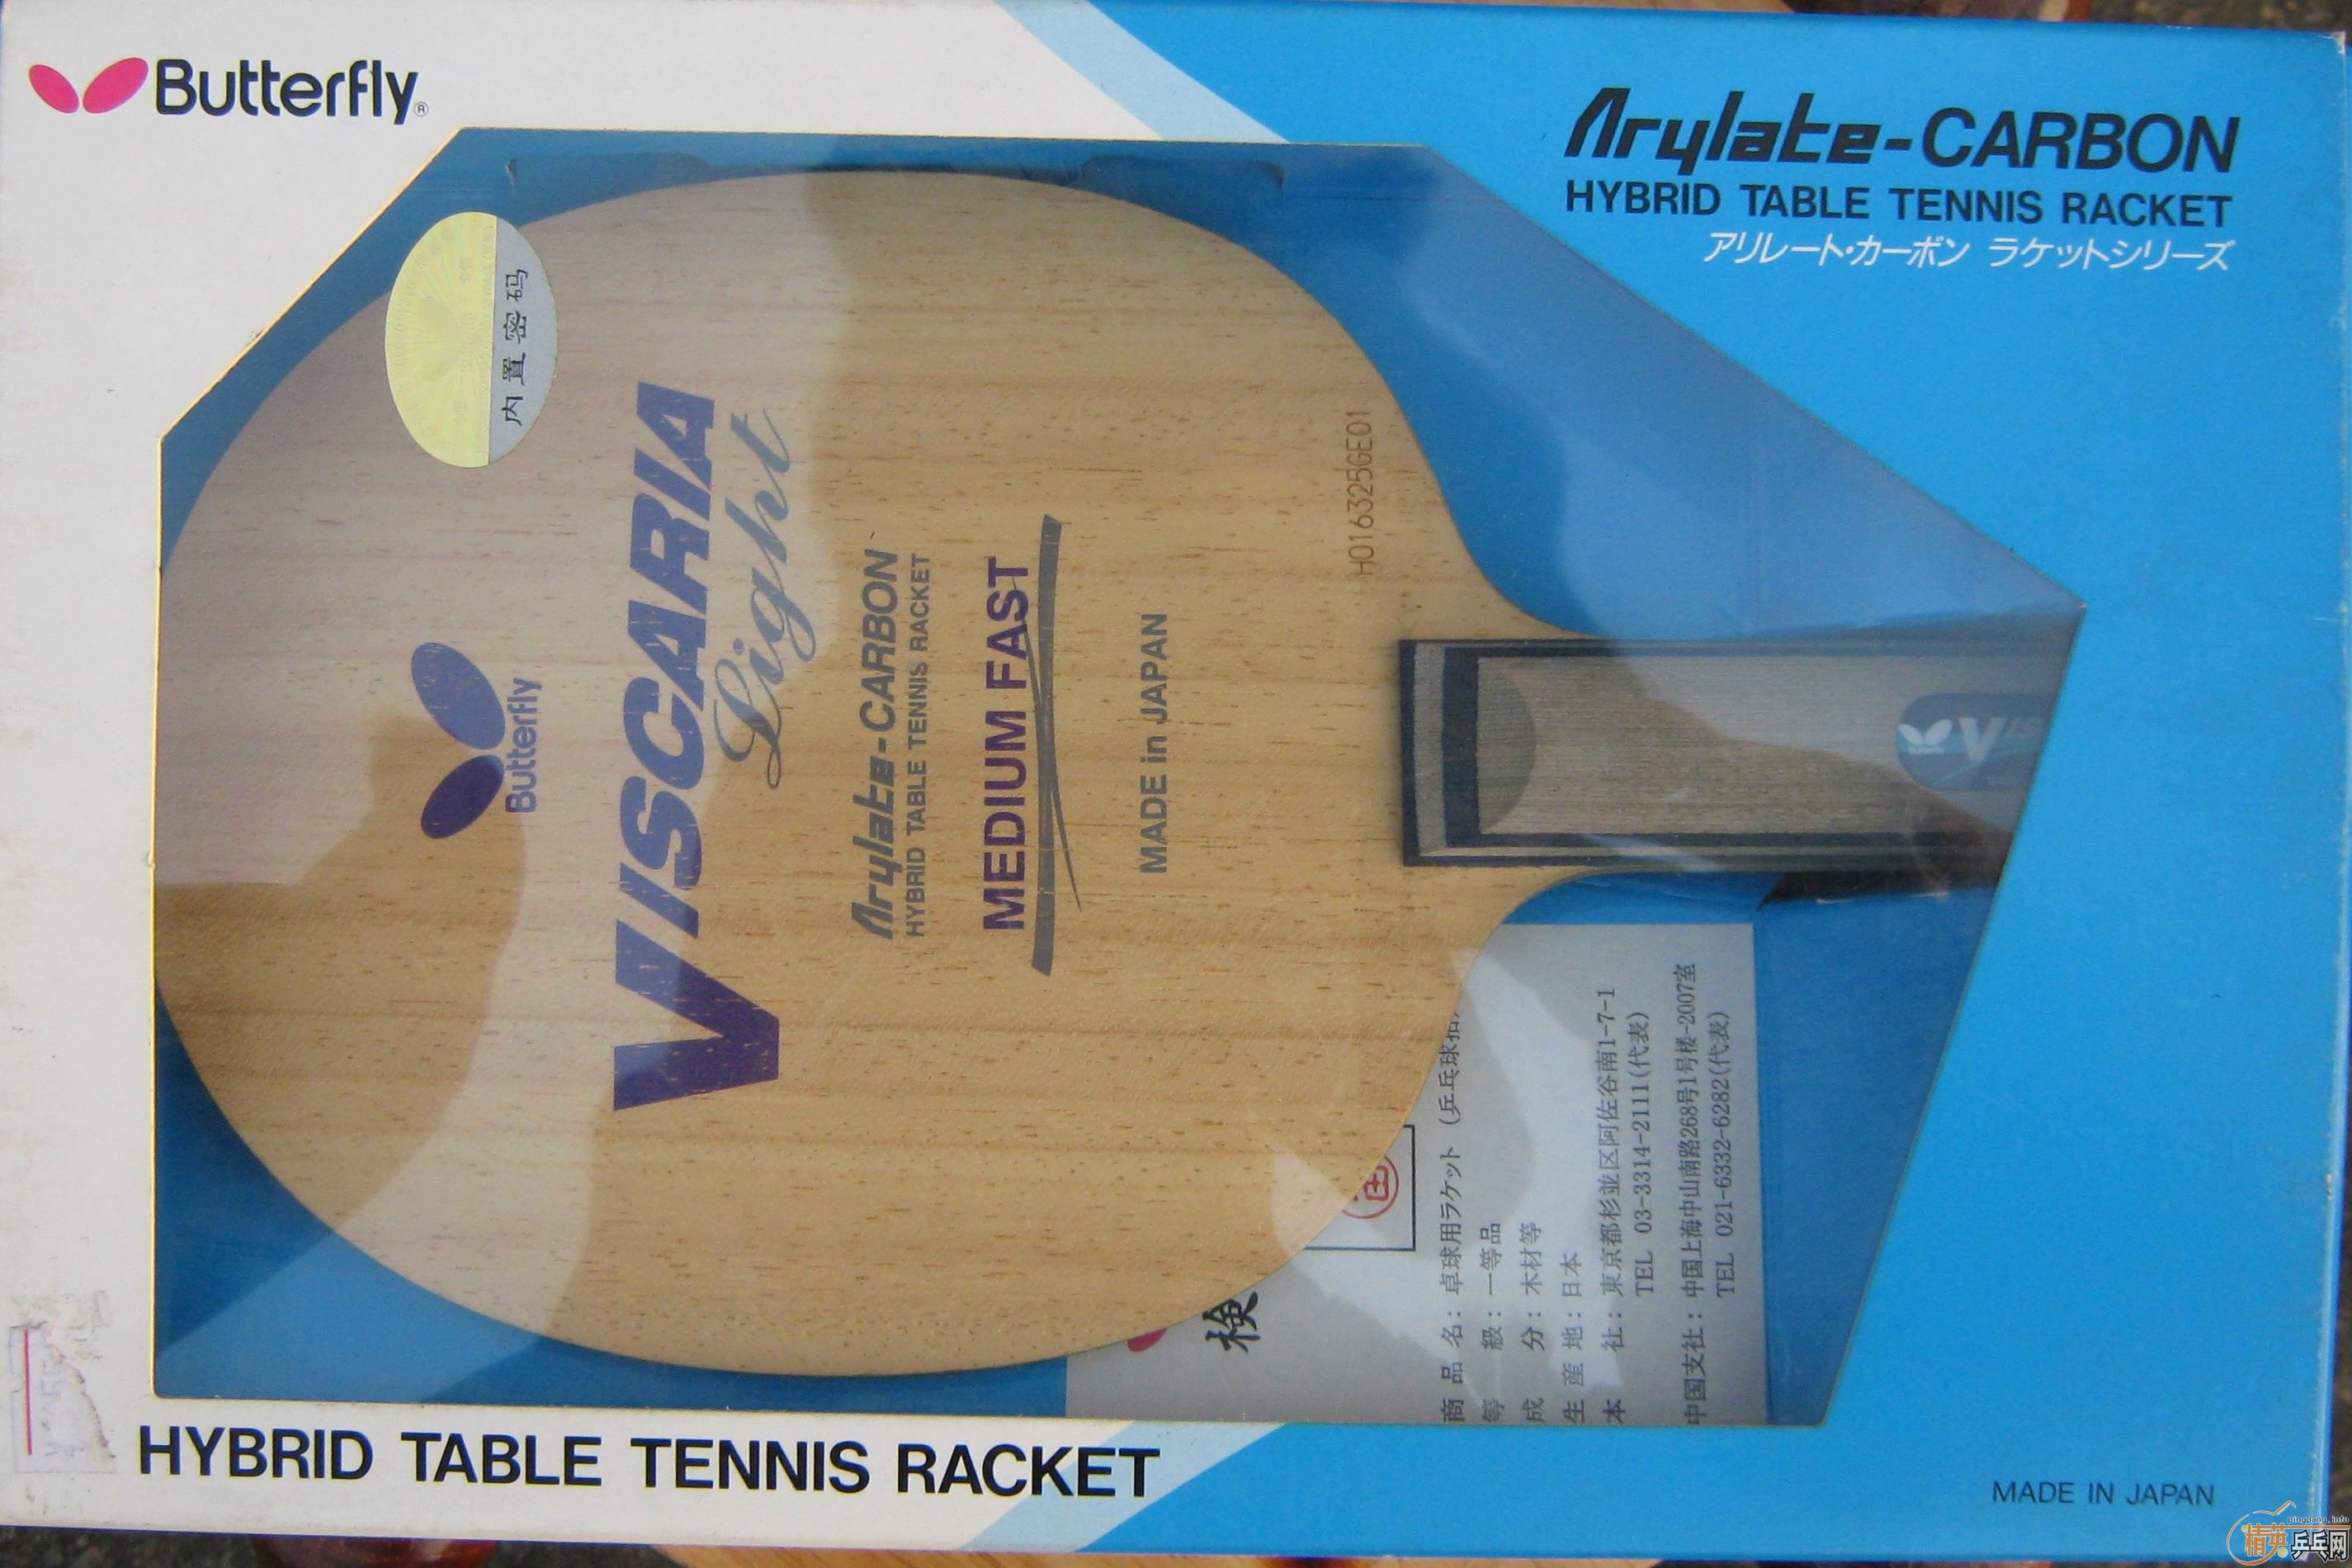 Butterfly®
Arylate-CARBON
HYBRID TABLE TENNIS RACKET
アリレート・カーボン ラケットシリーズ
内置密码
Butterfly
VISCARIA
Light
Arylate-CARBON
HYBRID TABLE TENNIS RACKET
MEDIUM FAST
MADE in JAPAN
H016325GE01
検
商品名：卓球用ラケット（乒乓球拍
等級：一等品
成分：木材等
生産地：日本
本社：東京都杉並区阿佐谷南1-7-1
TEL 03-3314-2111(代表)
中国支社：中国上海中山南路268号1号楼-2007室
TEL 021-6332-6282(代表)
HYBRID TABLE TENNIS RACKET
MADE IN JAPAN
pingpang.info
精英乒乓网